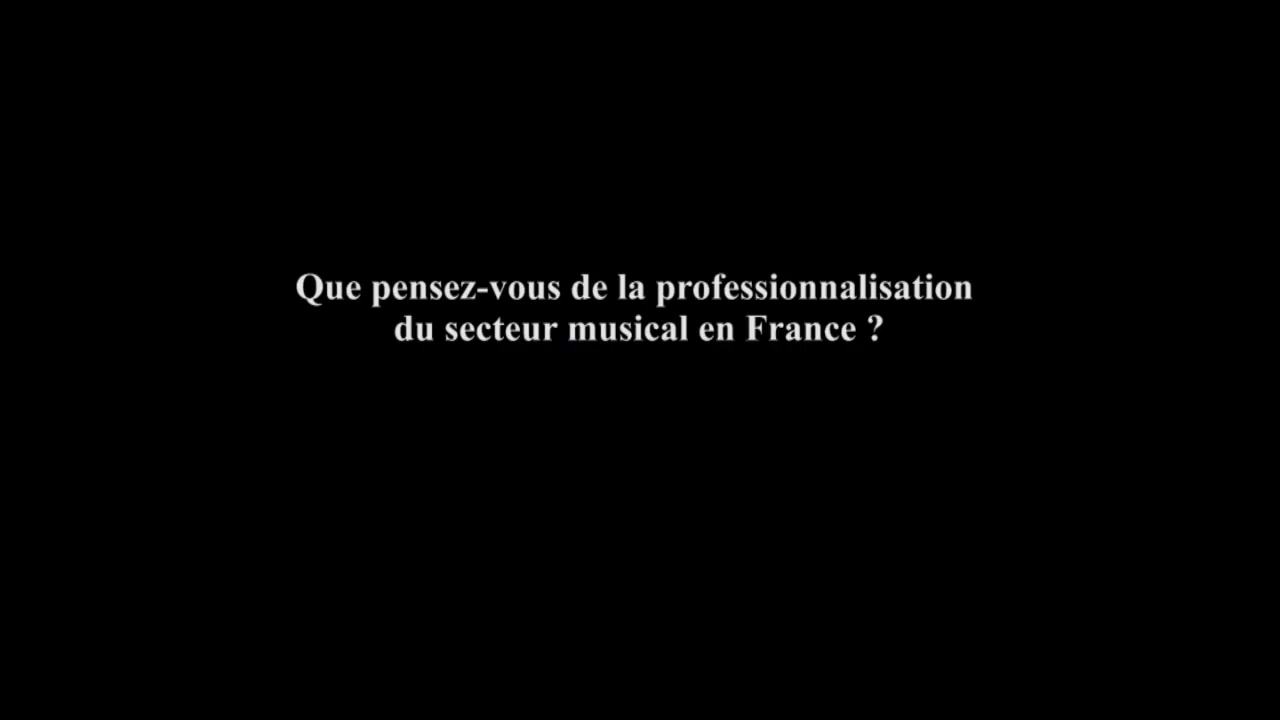 Que pensez-vous de la professionnalisation
du secteur musical en France ?